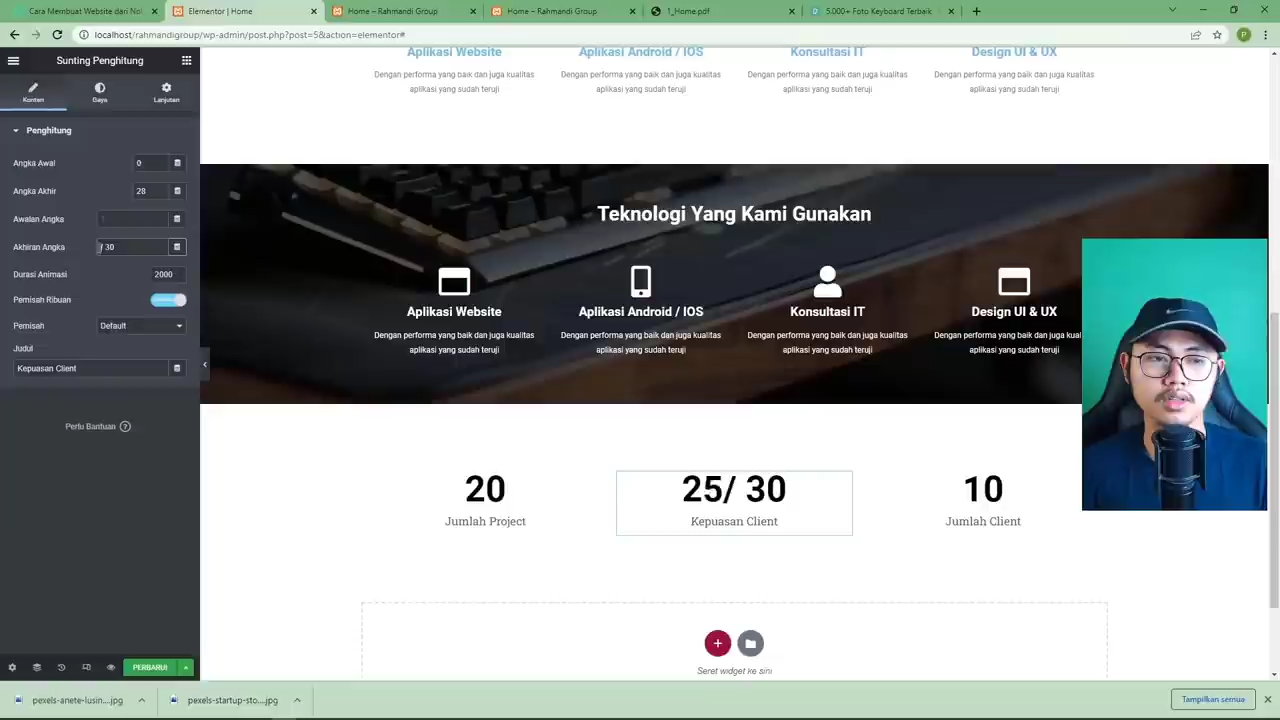 Cara Membuat Website dari Nol
Elementor | Home
Home – Rahmandi Group
Home – Rahmandi Group
1.Home.pdf
5.000+ Foto Keyboard Terbaik
localhost/rahmandigroup/wp-admin/post.php?post=5&action=elementor#
P
Sunting Penghitung
Konten
Gaya
Lanjutan
Penghitung
Angka Awal
0
Angka Akhir
28
Awalan Angka
Akhiran Angka
/ 30
Durasi Animasi
2000
Pemisah Ribuan
Pemisah
Default
Judul
Kepuasan Client
Perlu Bantuan
PERBARUI
Aplikasi Website
Aplikasi Android / IOS
Konsultasi IT
Design UI & UX
Dengan performa yang baik dan juga kualitas
aplikasi yang sudah teruji
Dengan performa yang baik dan juga kualitas
aplikasi yang sudah teruji
Dengan performa yang baik dan juga kualitas
aplikasi yang sudah teruji
Dengan performa yang baik dan juga kualitas
aplikasi yang sudah teruji
Teknologi Yang Kami Gunakan
Aplikasi Website
Aplikasi Android / IOS
Konsultasi IT
Design UI & UX
Dengan performa yang baik dan juga kualitas
aplikasi yang sudah teruji
Dengan performa yang baik dan juga kualitas
aplikasi yang sudah teruji
Dengan performa yang baik dan juga kualitas
aplikasi yang sudah teruji
Dengan performa yang baik dan juga kual
aplikasi yang sudah teruji
20
Jumlah Project
25/ 30
Kepuasan Client
10
Jumlah Client
Seret widget ke sini
pexels-anete-lusin....jpg
pexels-startup-sto....jpg
Tampilkan semua